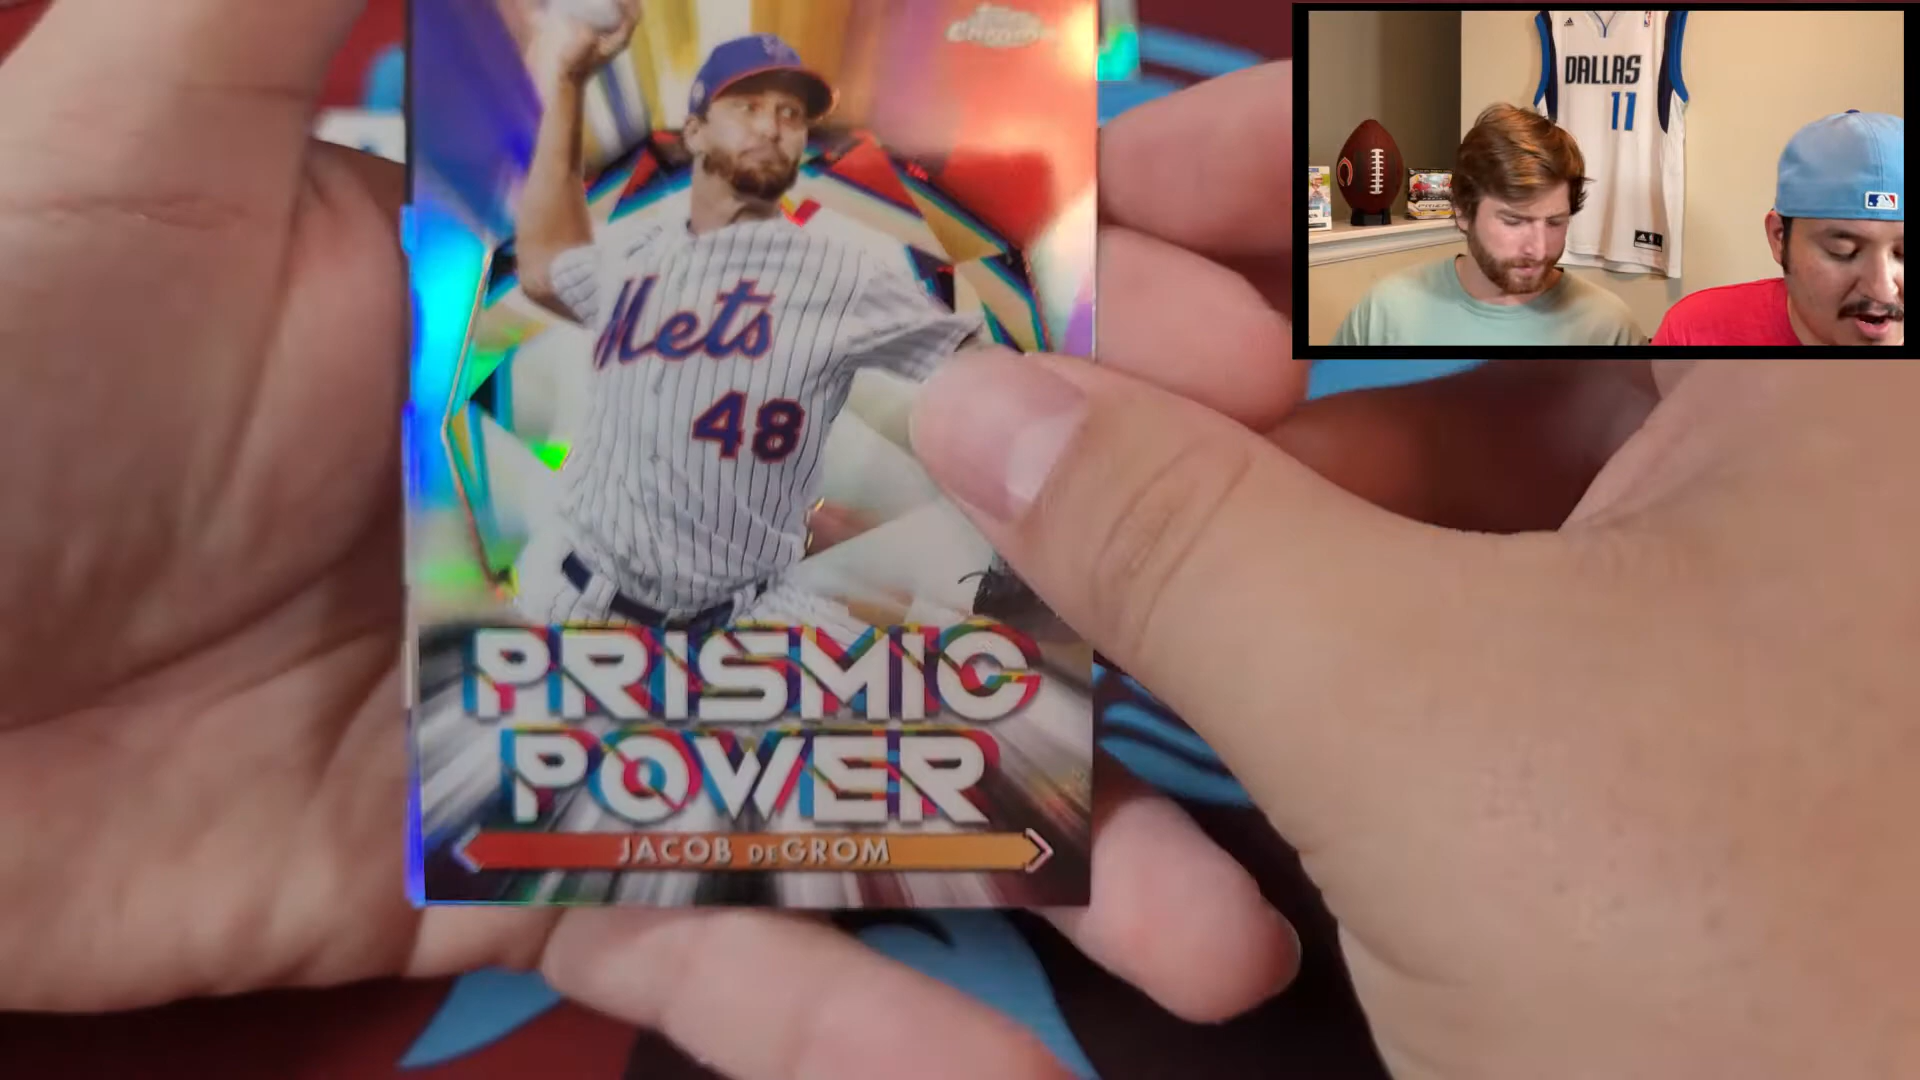 Topps
Chrome
Mets
48
PRISMIC
POWER
JACOB DEGROM
DALLAS
11